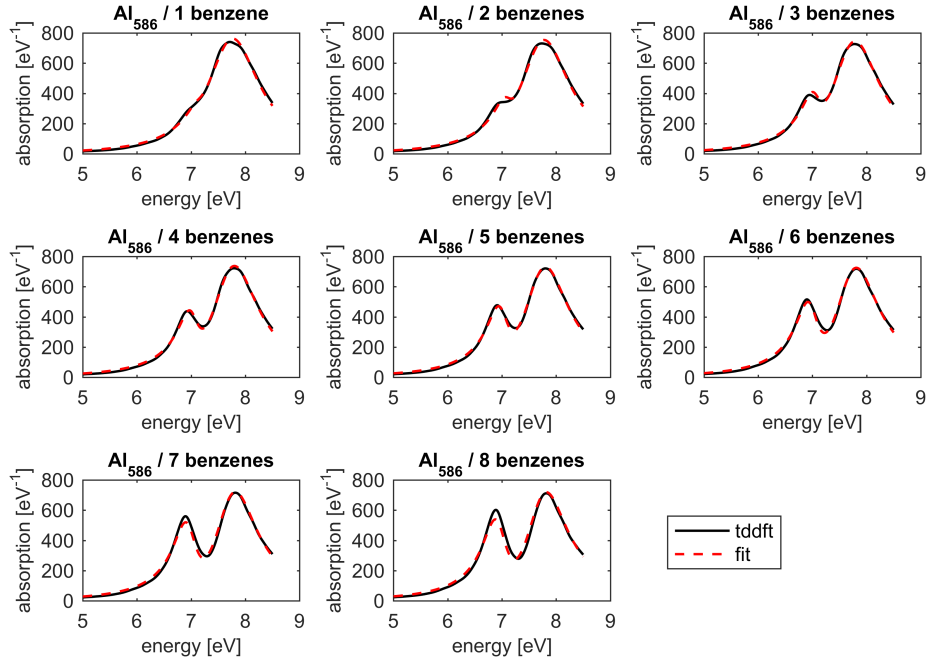 Al586 / 1 benzene
absorption [eV-1]
800
600
400
200
0
5 6 7 8 9
energy [eV]
Al586 / 2 benzenes
absorption [eV-1]
800
600
400
200
0
5 6 7 8 9
energy [eV]
Al586 / 3 benzenes
absorption [eV-1]
800
600
400
200
0
5 6 7 8 9
energy [eV]
Al586 / 4 benzenes
absorption [eV-1]
800
600
400
200
0
5 6 7 8 9
energy [eV]
Al586 / 5 benzenes
absorption [eV-1]
800
600
400
200
0
5 6 7 8 9
energy [eV]
Al586 / 6 benzenes
absorption [eV-1]
800
600
400
200
0
5 6 7 8 9
energy [eV]
Al586 / 7 benzenes
absorption [eV-1]
800
600
400
200
0
5 6 7 8 9
energy [eV]
Al586 / 8 benzenes
absorption [eV-1]
800
600
400
200
0
5 6 7 8 9
energy [eV]
tddft
fit